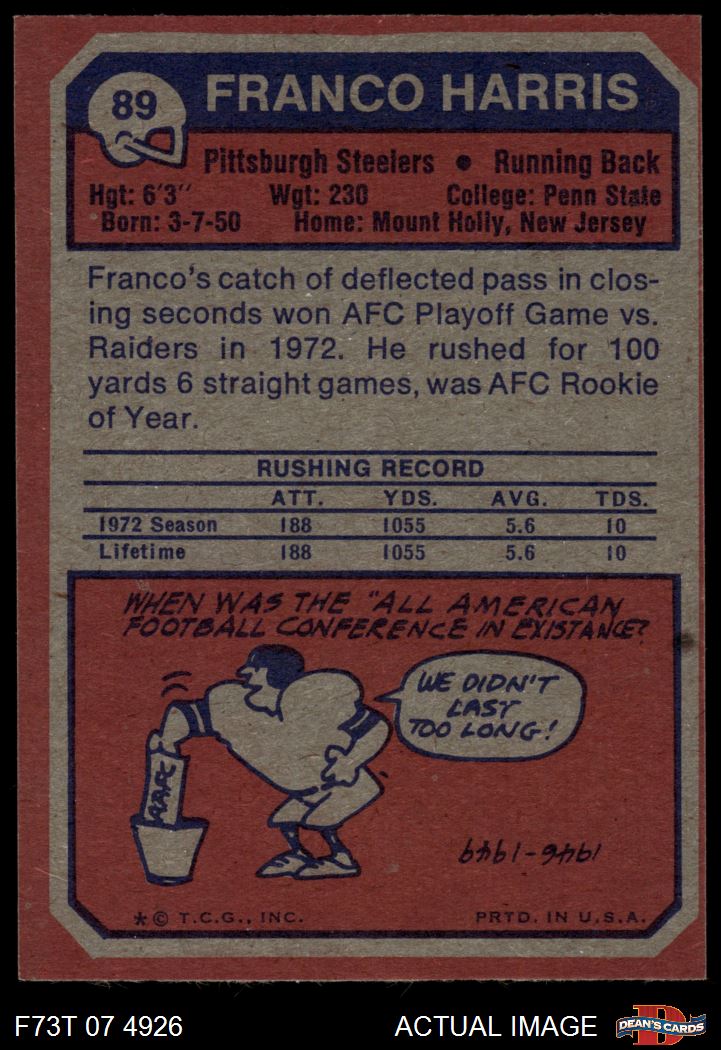 89
FRANCO HARRIS
Pittsburgh Steelers • Running Back
Hgt: 6'3" Wgt: 230 College: Penn State
Born: 3-7-50 Home: Mount Holly, New Jersey
Franco's catch of deflected pass in clos-
ing seconds won AFC Playoff Game vs.
Raiders in 1972. He rushed for 100
yards 6 straight games, was AFC Rookie
of Year.
RUSHING RECORD
ATT. YDS. AVG. TDS.
1972 Season 188 1055 5.6 10
Lifetime 188 1055 5.6 10
WHEN WAS THE "ALL AMERICAN
FOOTBALL CONFERENCE IN EXISTANCE?
WE DIDN'T
LAST
TOO LONG!
AAFC
1946-1949
* © T.C.G., INC. PRTD. IN U.S.A.
F73T 07 4926 ACTUAL IMAGE
D
DEAN'S CARDS